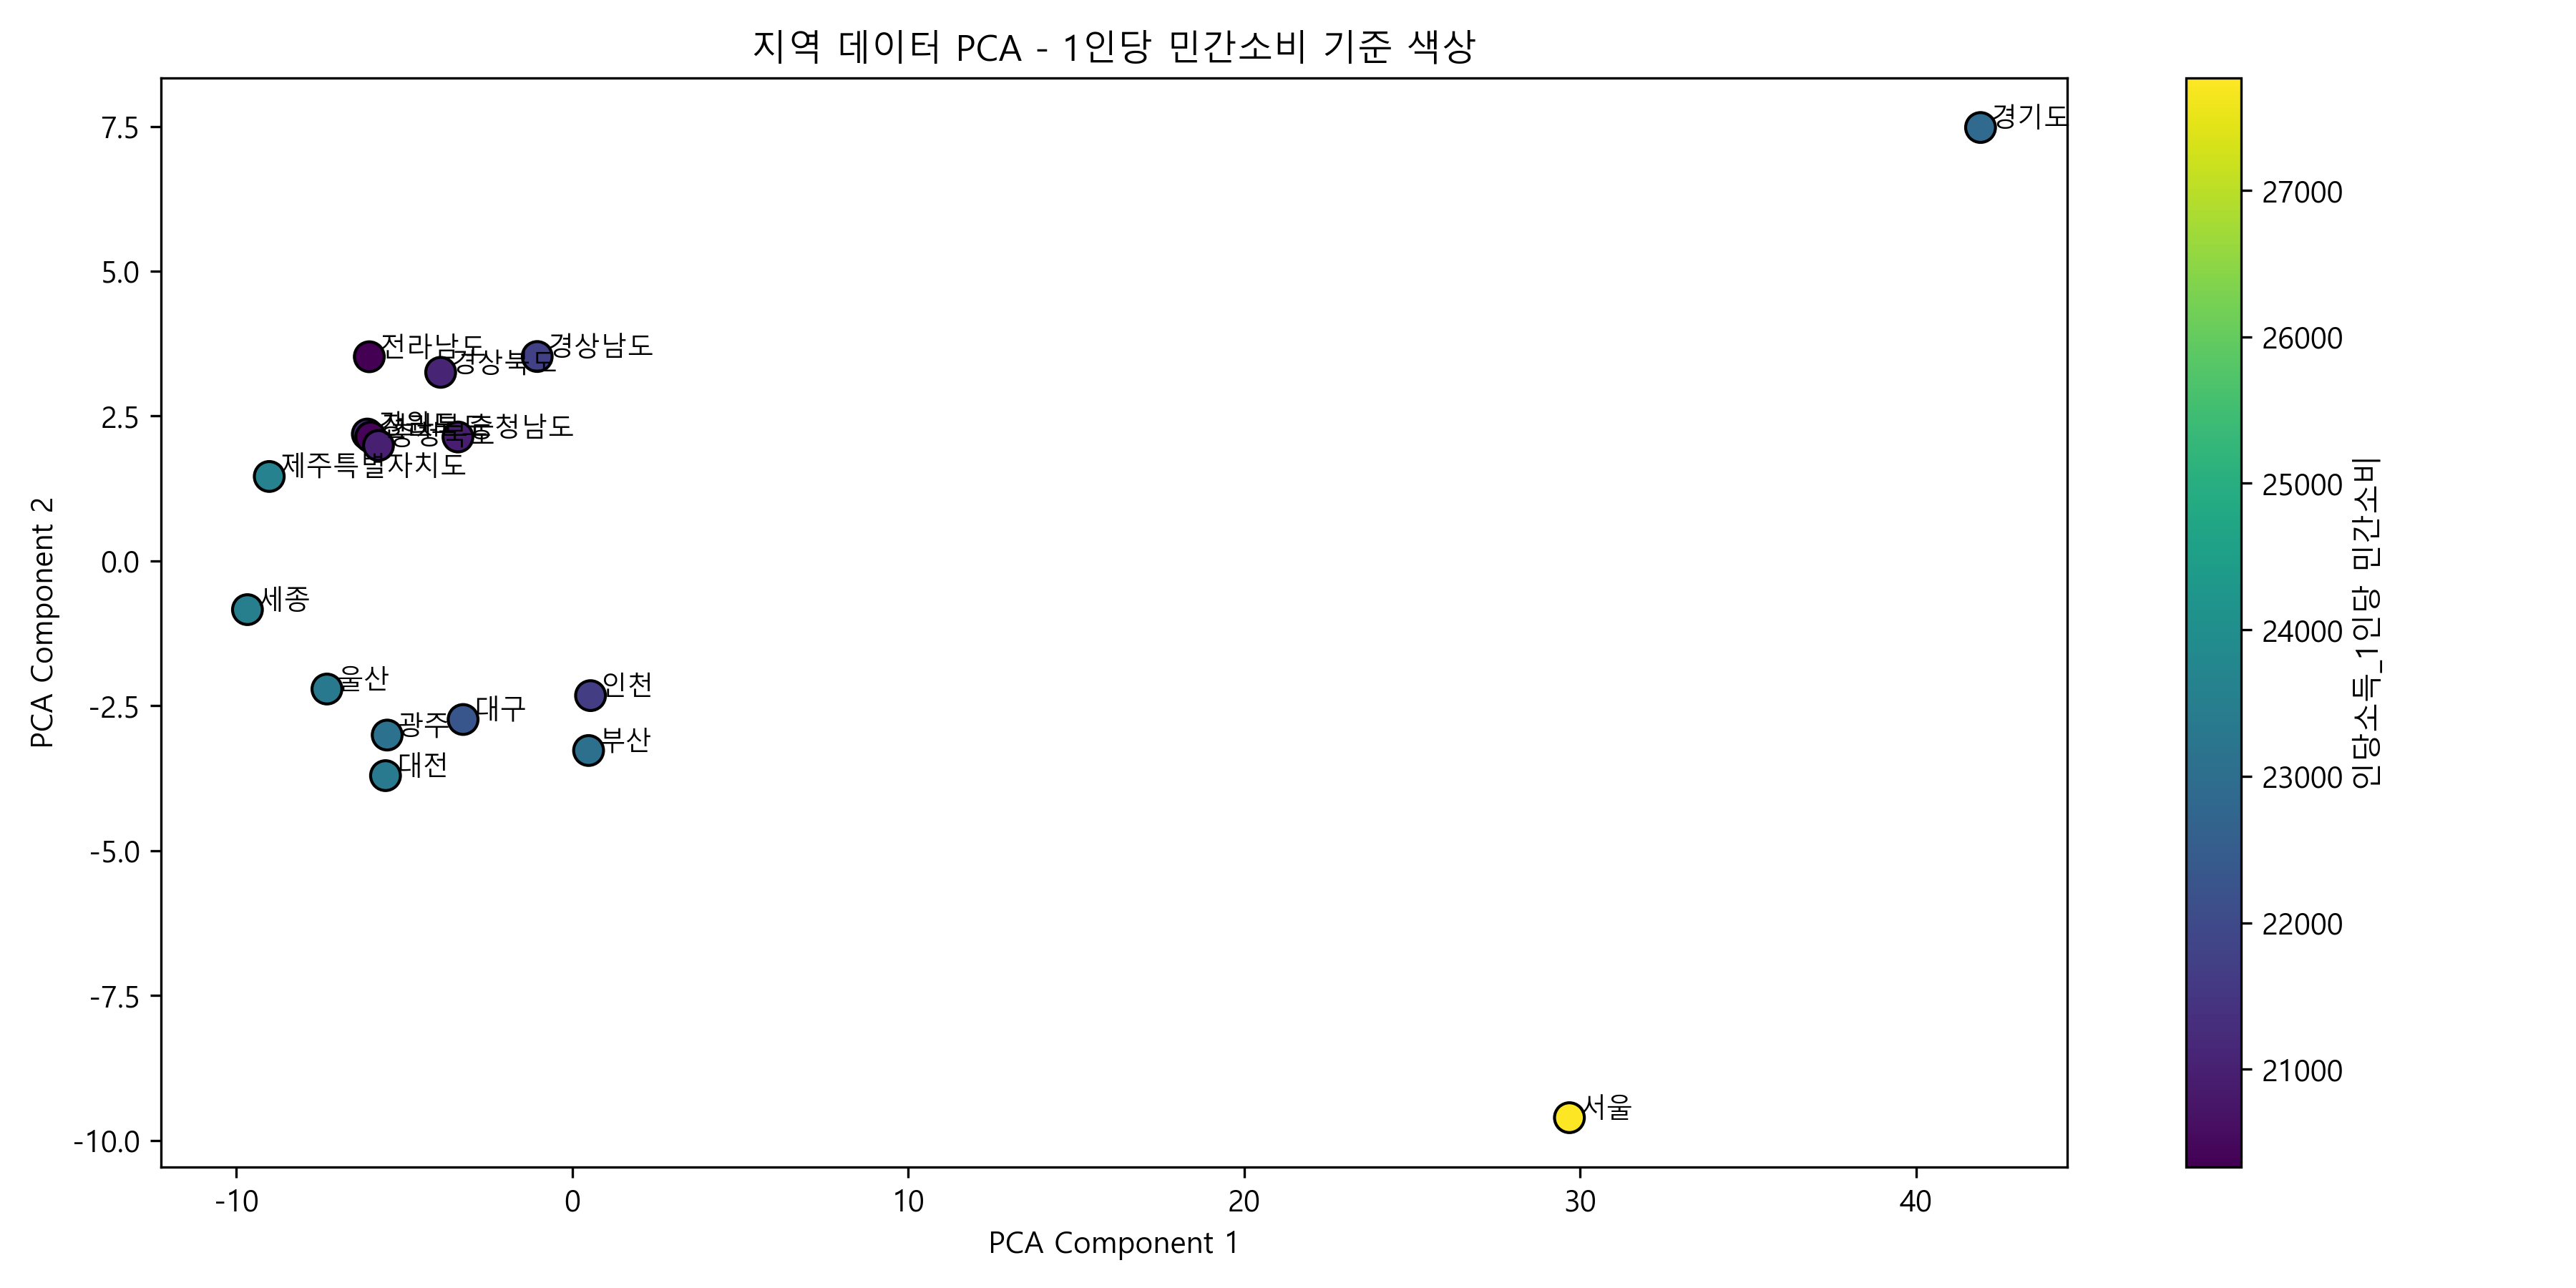 지역 데이터 PCA - 1인당 민간소비 기준 색상
7.5
5.0
2.5
0.0
-2.5
-5.0
-7.5
-10.0
PCA Component 2
경기도
전라남도
경상북도
경상남도
충청남도
제주특별자치도
세종
울산
인천
대구
광주
부산
대전
서울
-10
0
10
20
30
40
PCA Component 1
27000
26000
25000
24000
23000
22000
21000
인당소득_1인당 민간소비